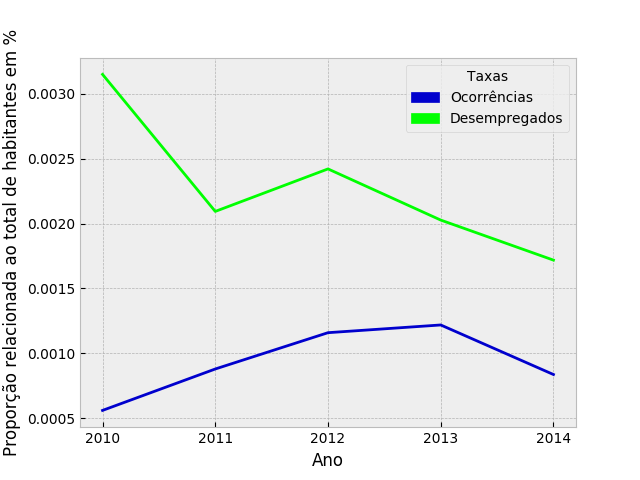 Proporção relacionada ao total de habitantes em %
0.0030
0.0025
0.0020
0.0015
0.0010
0.0005
Taxas
Ocorrências
Desempregados
2010 2011 2012 2013 2014
Ano